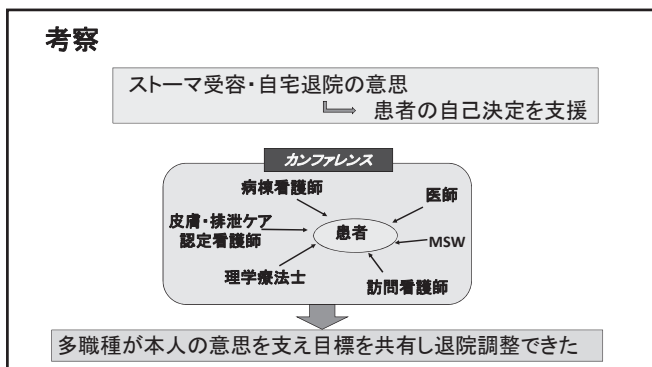 考察
ストーマ受容・自宅退院の意思
患者の自己決定を支援
カンファレンス
病棟看護師
医師
皮膚・排泄ケア
認定看護師
患者
MSW
理学療法士
訪問看護師
多職種が本人の意思を支え目標を共有し退院調整できた